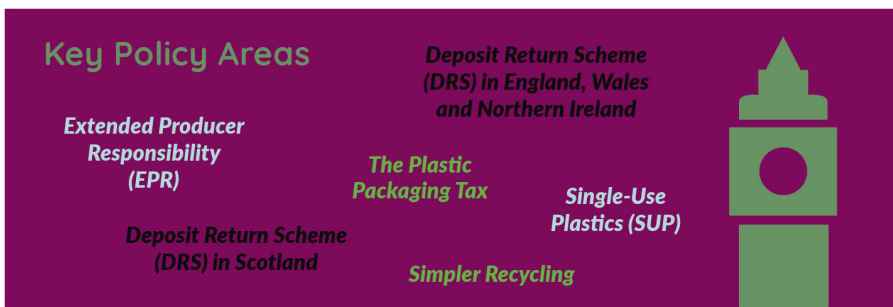 Key Policy Areas
Deposit Return Scheme
(DRS) in England, Wales
and Northern Ireland
Extended Producer
Responsibility
(EPR)
The Plastic
Packaging Tax
Single-Use
Plastics (SUP)
Deposit Return Scheme
(DRS) in Scotland
Simpler Recycling